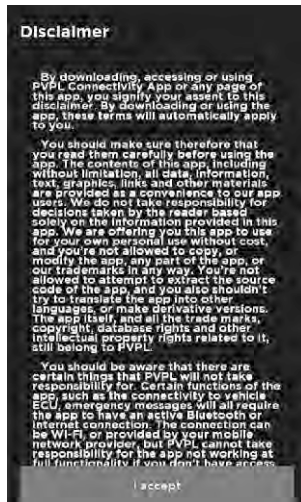 Disclaimer
By downloading, accessing or using
PVPL Connectivity App or any page of
this app, you signify your assent to this
disclaimer. By downloading or using the
app, these terms will automatically apply
to you.
You should make sure therefore that
you read them carefully before using the
app. The contents of this app, including
without limitation, all data, information,
text, graphics, links and other materials
are provided as a convenience to our app
users. We do not take responsibility for
decisions taken by the reader based
solely on the information provided in this
app. We are offering you this app to use
for your own personal use without cost,
and you're not allowed to copy, or
modify the app, any part of the app, or
our trademarks in any way. You're not
allowed to attempt to extract the source
code of the app, and you also shouldn't
try to translate the app into other
languages, or make derivative versions.
The app itself, and all the trade marks,
copyright, database rights and other
intellectual property rights related to it,
still belong to PVPL.
You should be aware that there are
certain things that PVPL will not take
responsibility for. Certain functions of the
app, such as the connectivity to vehicle
ECU, emergency messages will all require
the app to have an active Bluetooth or
internet connection. The connection can
be Wi-Fi, or provided by your mobile
network provider, but PVPL cannot take
responsibility for the app not working at
full functionality if you don't have access
I accept